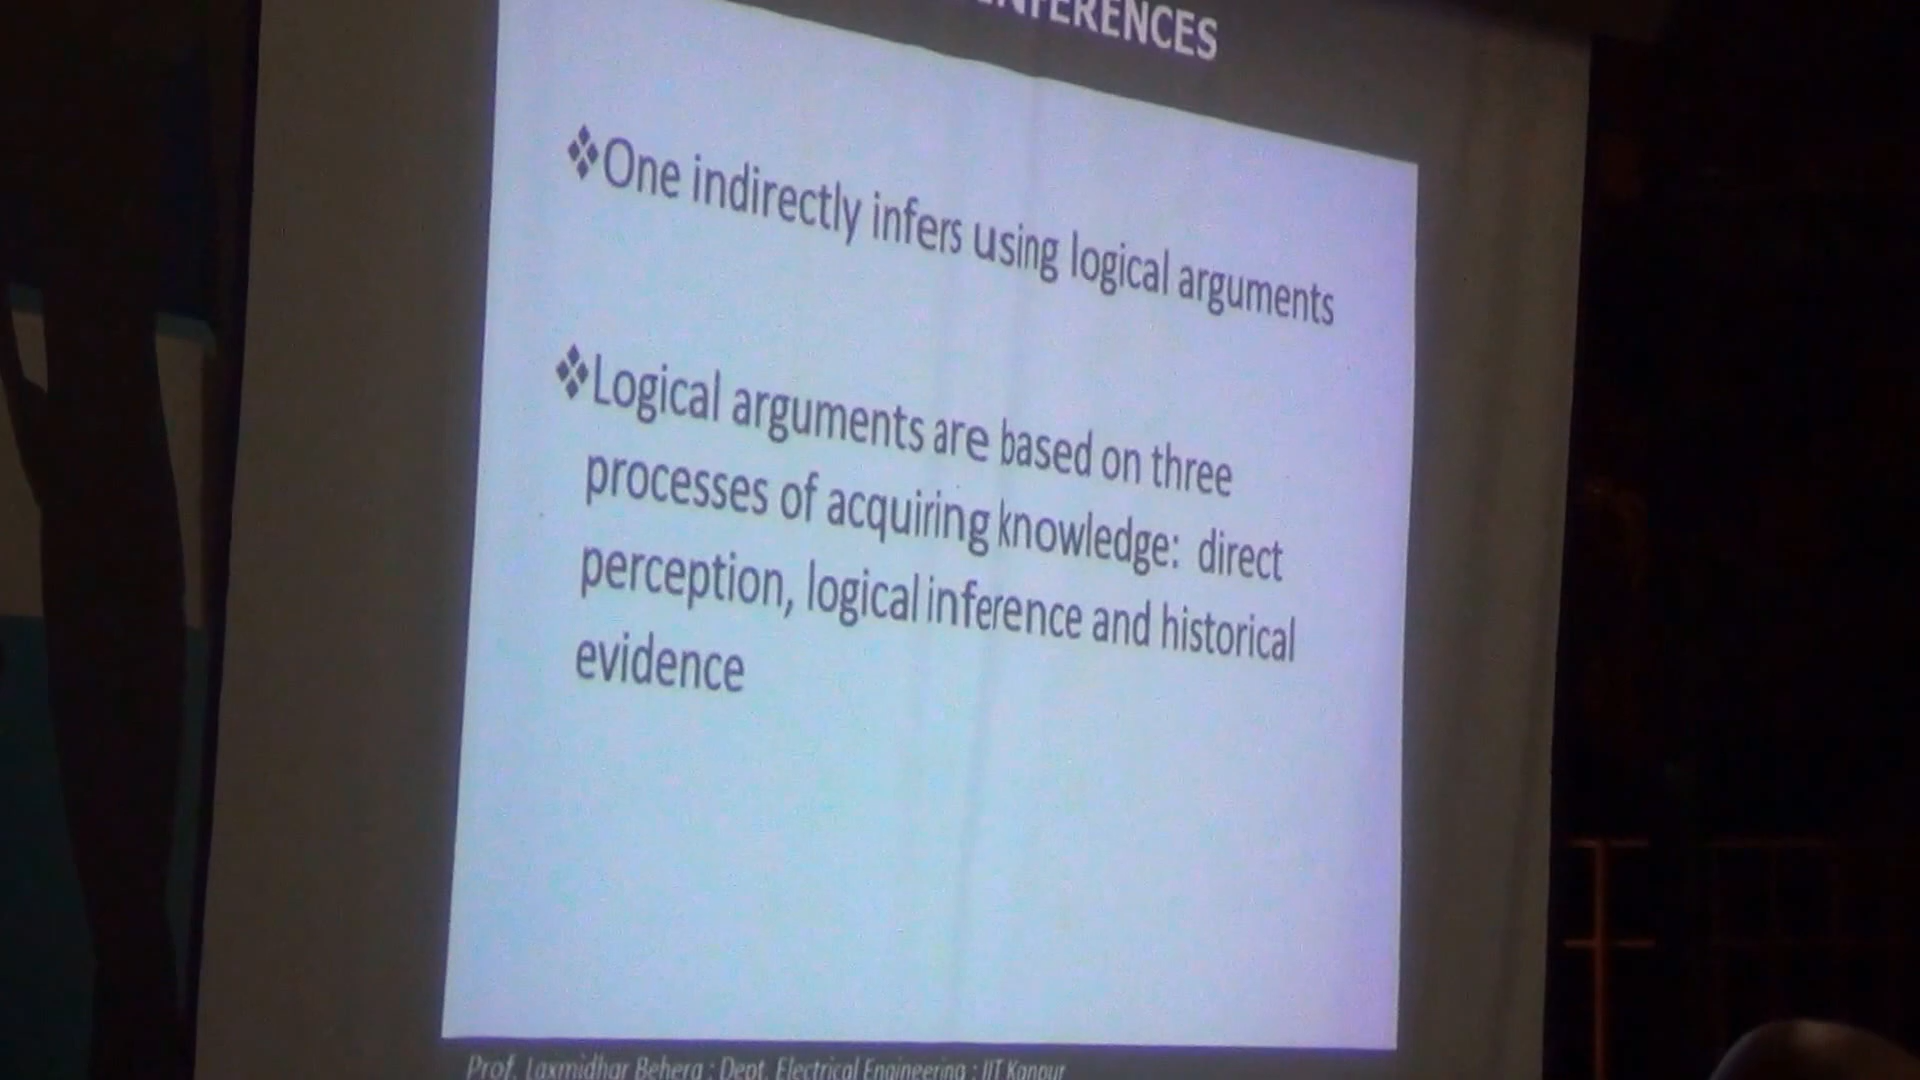 INFERENCES
❖One indirectly infers using logical arguments
❖Logical arguments are based on three
processes of acquiring knowledge: direct
perception, logical inference and historical
evidence
Prof. Laxmidhar Behera : Dept. Electrical Engineering : IIT Kanpur